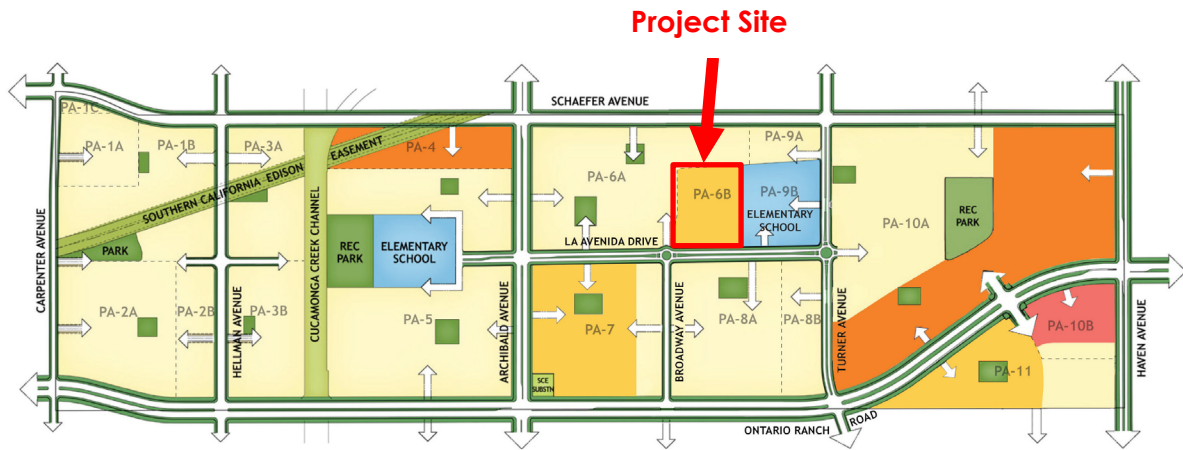 Project Site
SCHAEFER AVENUE
PA-1C
PA-1A
PA-1B
PA-3A
SOUTHERN CALIFORNIA EDISON EASEMENT
PA-4
PA-9A
PA-6A
PA-6B
PA-9B
ELEMENTARY
SCHOOL
PA-10A
REC
PARK
CARPENTER AVENUE
PARK
CUCAMONGA CREEK CHANNEL
REC
PARK
ELEMENTARY
SCHOOL
LA AVENIDA DRIVE
PA-2A
PA-2B
HELLMAN AVENUE
PA-3B
PA-5
ARCHIBALD AVENUE
PA-7
BROADWAY AVENUE
PA-8A
PA-8B
TURNER AVENUE
PA-10B
HAVEN AVENUE
PA-11
SCE
SUBSTN
ONTARIO RANCH
ROAD